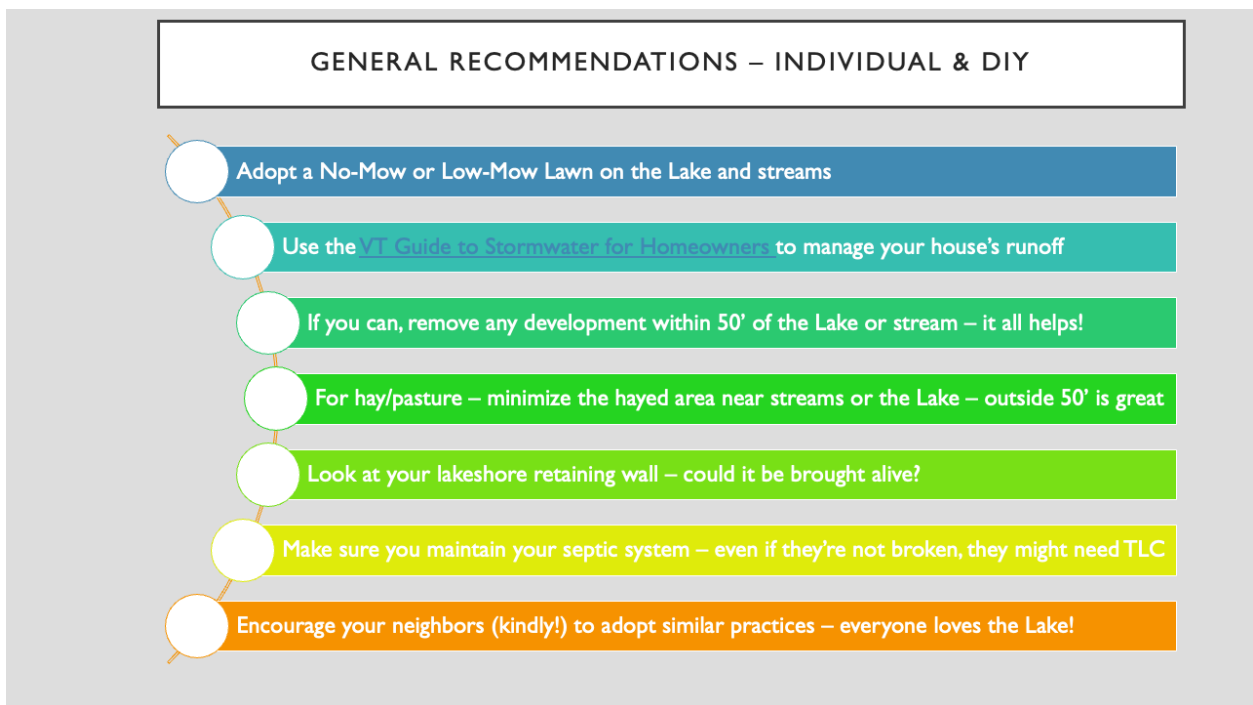 GENERAL RECOMMENDATIONS – INDIVIDUAL & DIY
Adopt a No-Mow or Low-Mow Lawn on the Lake and streams
Use the VT Guide to Stormwater for Homeowners to manage your house’s runoff
If you can, remove any development within 50’ of the Lake or stream – it all helps!
For hay/pasture – minimize the hayed area near streams or the Lake – outside 50’ is great
Look at your lakeshore retaining wall – could it be brought alive?
Make sure you maintain your septic system – even if they’re not broken, they might need TLC
Encourage your neighbors (kindly!) to adopt similar practices – everyone loves the Lake!